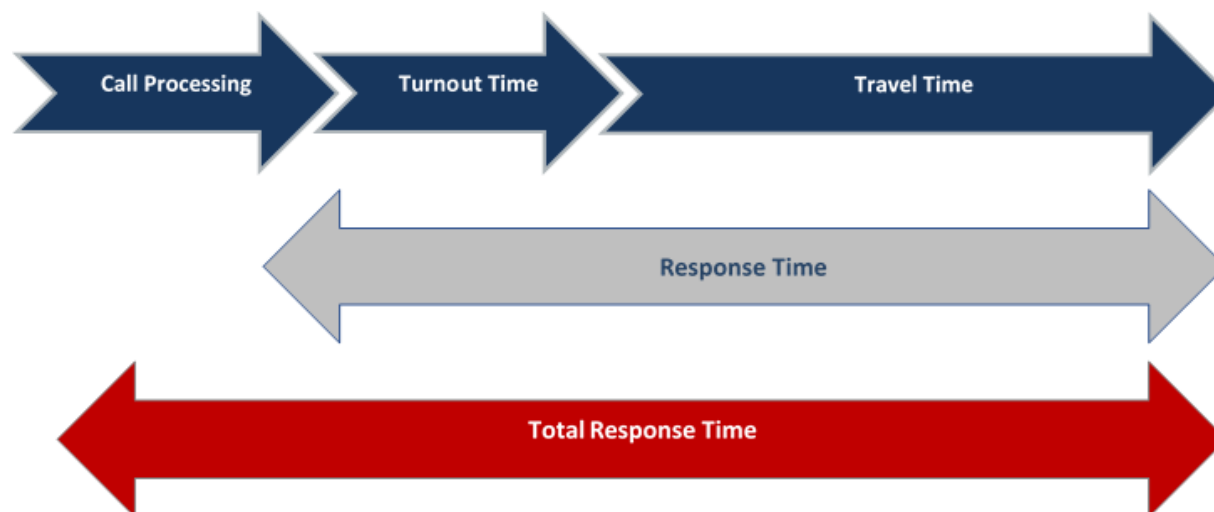 Call Processing
Turnout Time
Travel Time
Response Time
Total Response Time